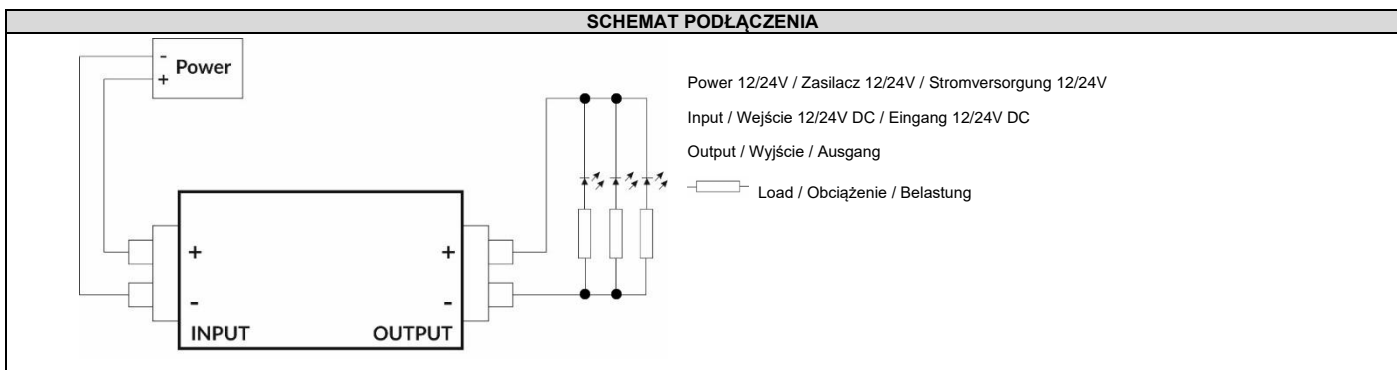 SCHEMAT PODŁĄCZENIA
-
+
Power
Power 12/24V / Zasilacz 12/24V / Stromversorgung 12/24V
Input / Wejście 12/24V DC / Eingang 12/24V DC
Output / Wyjście / Ausgang
Load / Obciążenie / Belastung
+ +
- -
INPUT OUTPUT